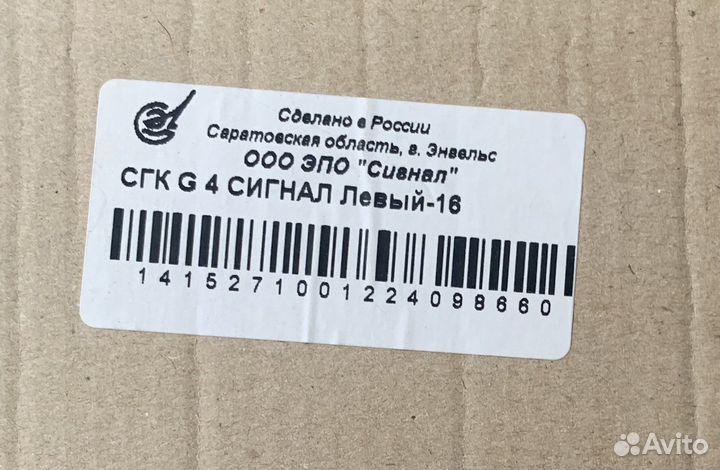 Сделано в России
Саратовская область, г. Энгельс
ООО ЭПО "Сигнал"
СГК G 4 СИГНАЛ Левый-16
1415271001224098660
Avito